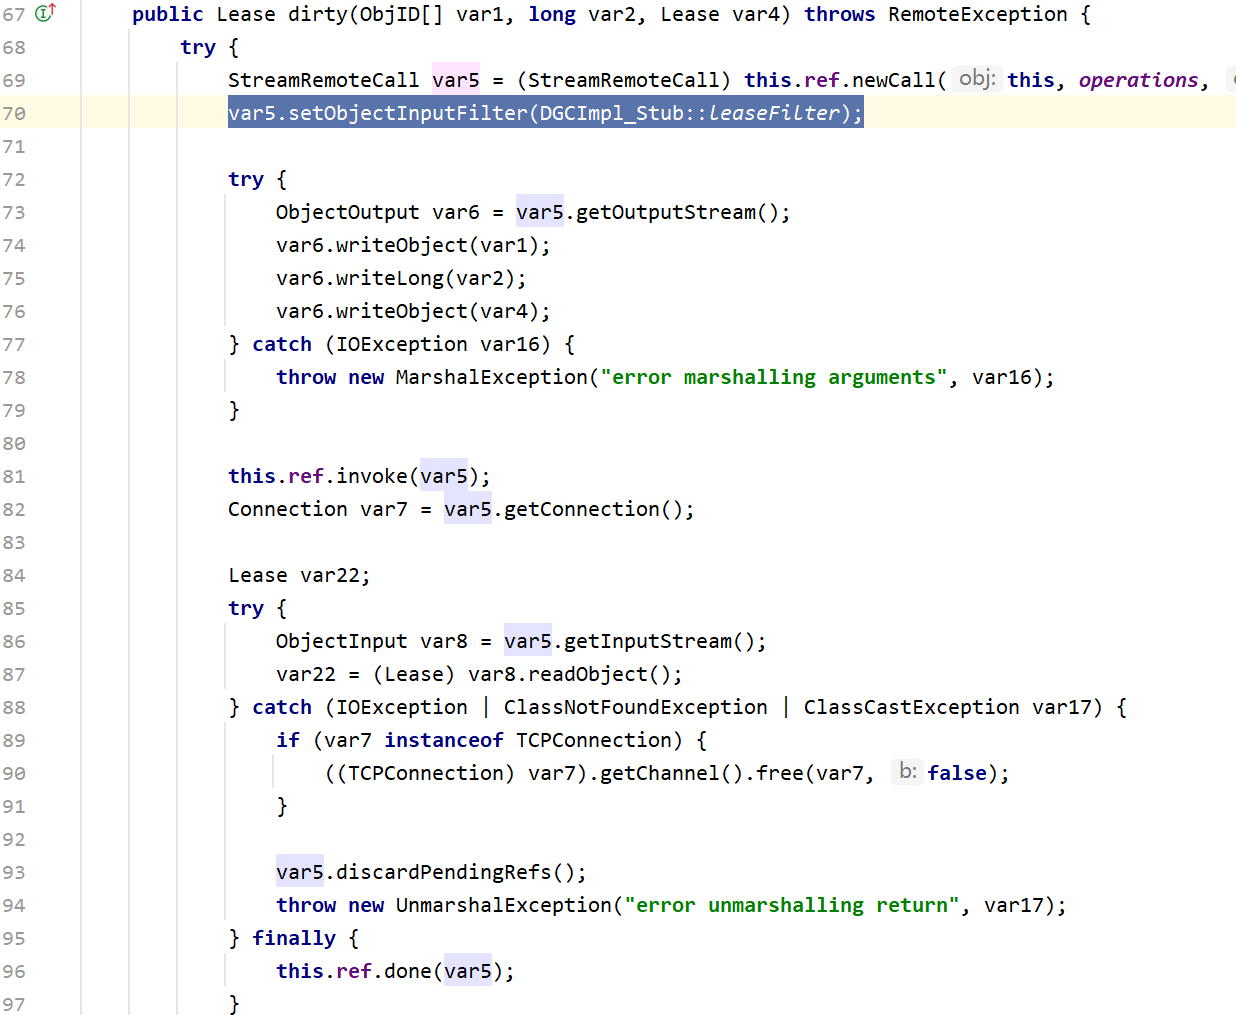 67 public Lease dirty(ObjID[] var1, long var2, Lease var4) throws RemoteException {
68 try {
69 StreamRemoteCall var5 = (StreamRemoteCall) this.ref.newCall( obj: this, operations,
70 var5.setObjectInputFilter(DGCImpl_Stub::leaseFilter);
71
72 try {
73 ObjectOutput var6 = var5.getOutputStream();
74 var6.writeObject(var1);
75 var6.writeLong(var2);
76 var6.writeObject(var4);
77 } catch (IOException var16) {
78 throw new MarshalException("error marshalling arguments", var16);
79 }
80
81 this.ref.invoke(var5);
82 Connection var7 = var5.getConnection();
83
84 Lease var22;
85 try {
86 ObjectInput var8 = var5.getInputStream();
87 var22 = (Lease) var8.readObject();
88 } catch (IOException | ClassNotFoundException | ClassCastException var17) {
89 if (var7 instanceof TCPConnection) {
90 ((TCPConnection) var7).getChannel().free(var7, b: false);
91 }
92
93 var5.discardPendingRefs();
94 throw new UnmarshalException("error unmarshalling return", var17);
95 } finally {
96 this.ref.done(var5);
97 }